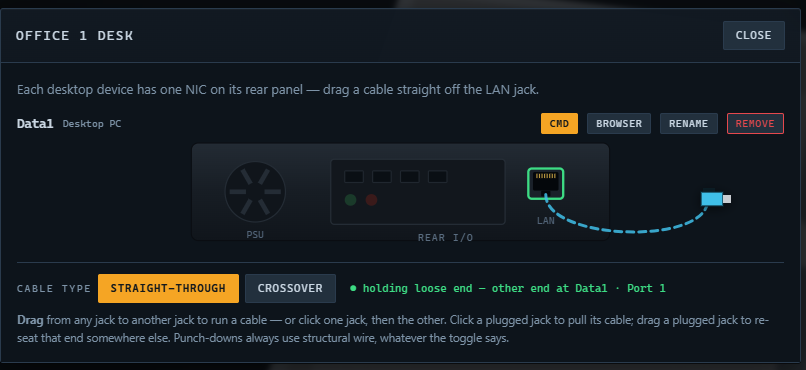 OFFICE 1 DESK
CLOSE
Each desktop device has one NIC on its rear panel — drag a cable straight off the LAN jack.
Data1 Desktop PC
CMD
BROWSER
RENAME
REMOVE
PSU
REAR I/O
LAN
CABLE TYPE
STRAIGHT-THROUGH
CROSSOVER
● holding loose end — other end at Data1 · Port 1
Drag from any jack to another jack to run a cable — or click one jack, then the other. Click a plugged jack to pull its cable; drag a plugged jack to re-
seat that end somewhere else. Punch-downs always use structural wire, whatever the toggle says.